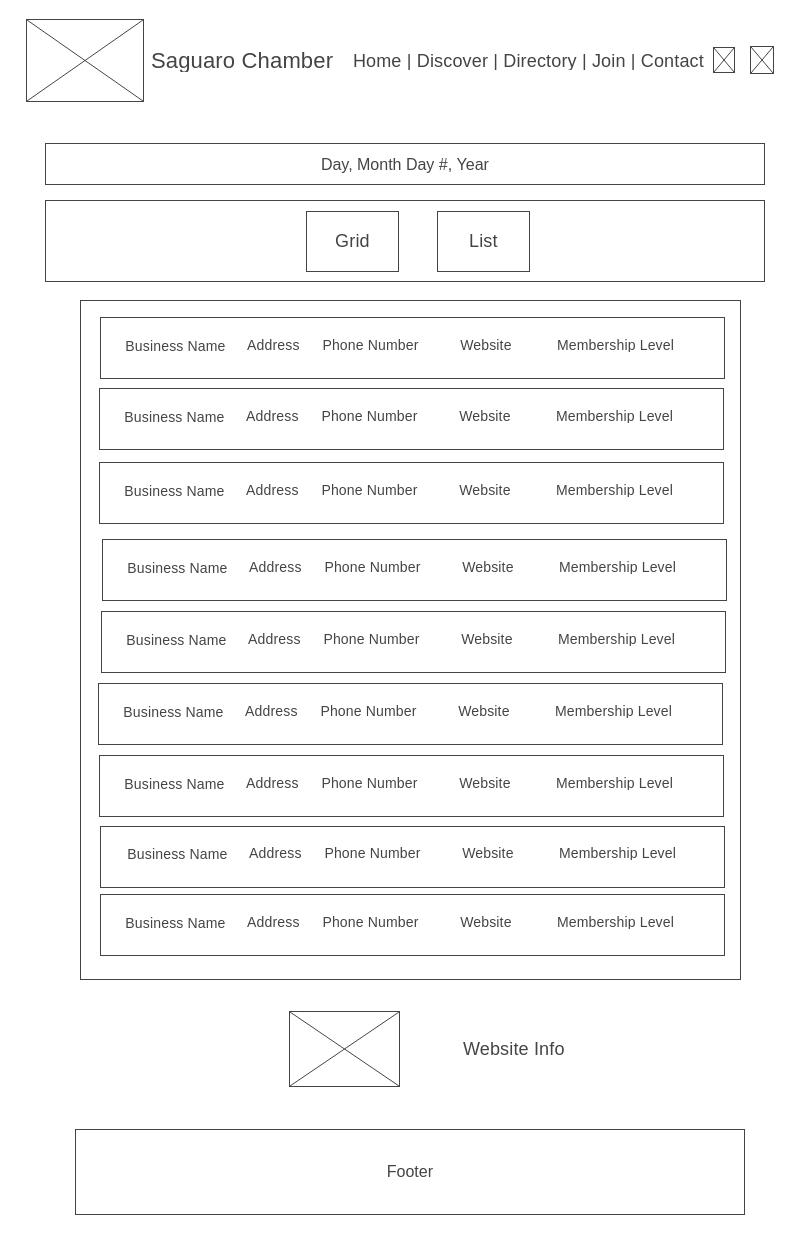 Saguaro Chamber Home | Discover | Directory | Join | Contact
Day, Month Day #, Year
Grid List
Business Name Address Phone Number Website Membership Level
Business Name Address Phone Number Website Membership Level
Business Name Address Phone Number Website Membership Level
Business Name Address Phone Number Website Membership Level
Business Name Address Phone Number Website Membership Level
Business Name Address Phone Number Website Membership Level
Business Name Address Phone Number Website Membership Level
Business Name Address Phone Number Website Membership Level
Business Name Address Phone Number Website Membership Level
Website Info
Footer